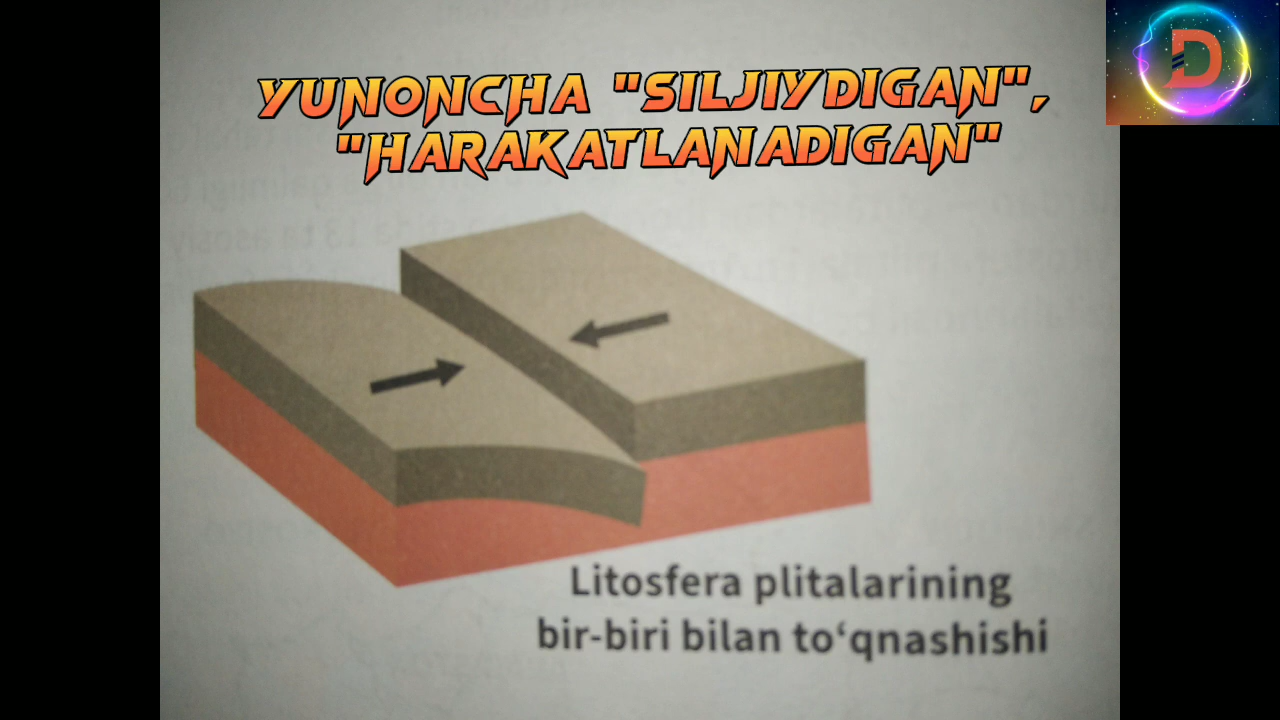 YUNONCHA "SILJIYDIGAN",
"HARAKATLANADIGAN"
D
Litosfera plitalarining
bir-biri bilan to‘qnashishi